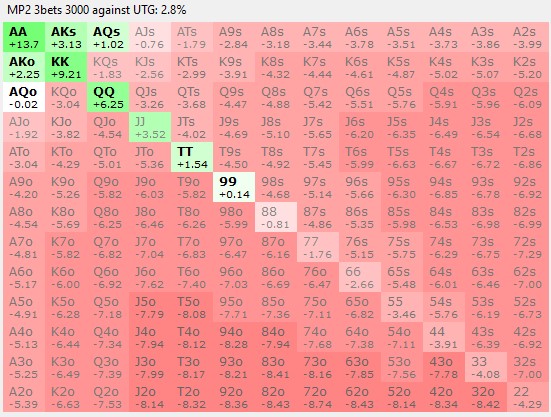 MP2 3bets 3000 against UTG: 2.8%
AA AKs AQs AJs ATs A9s A8s A7s A6s A5s A4s A3s A2s
+13.7 +3.13 +1.02 -0.76 -1.79 -2.84 -3.18 -3.44 -3.78 -3.51 -3.73 -3.86 -3.99
AKo KK KQs KJs KTs K9s K8s K7s K6s K5s K4s K3s K2s
+2.25 +9.21 -1.83 -2.56 -2.99 -3.91 -4.32 -4.44 -4.61 -4.87 -5.02 -5.07 -5.20
AQo KQo QQ QJs QTs Q9s Q8s Q7s Q6s Q5s Q4s Q3s Q2s
-0.02 -3.04 +6.25 -3.26 -3.68 -4.47 -4.88 -5.42 -5.51 -5.76 -5.91 -5.96 -6.09
AJo KJo QJo JJ JTs J9s J8s J7s J6s J5s J4s J3s J2s
-1.92 -3.82 -4.54 +3.52 -4.02 -4.69 -5.10 -5.65 -6.20 -6.35 -6.49 -6.54 -6.68
ATo KTo QTo JTo TT T9s T8s T7s T6s T5s T4s T3s T2s
-3.04 -4.29 -5.01 -5.36 +1.54 -4.50 -4.92 -5.45 -5.99 -6.63 -6.67 -6.72 -6.86
A9o K9o Q9o J9o T9o 99 98s 97s 96s 95s 94s 93s 92s
-4.20 -5.26 -5.82 -6.03 -5.82 +0.14 -4.71 -5.15 -5.66 -6.30 -6.85 -6.78 -6.92
A8o K8o Q8o J8o T8o 98o 88 87s 86s 85s 84s 83s 82s
-4.54 -5.69 -6.25 -6.46 -6.26 -5.99 -0.81 -4.86 -5.35 -5.98 -6.53 -6.98 -6.99
A7o K7o Q7o J7o T7o 97o 87o 77 76s 75s 74s 73s 72s
-4.81 -5.82 -6.82 -7.04 -6.83 -6.47 -6.16 -1.76 -5.15 -5.75 -6.29 -6.75 -7.29
A6o K6o Q6o J6o T6o 96o 86o 76o 66 65s 64s 63s 62s
-5.17 -6.00 -6.92 -7.62 -7.40 -7.03 -6.69 -6.47 -2.66 -5.48 -6.01 -6.46 -7.00
A5o K5o Q5o J5o T5o 95o 85o 75o 65o 55 54s 53s 52s
-4.91 -6.28 -7.18 -7.79 -8.08 -7.71 -7.36 -7.11 -6.82 -3.46 -5.76 -6.19 -6.73
A4o K4o Q4o J4o T4o 94o 84o 74o 64o 54o 44 43s 42s
-5.13 -6.44 -7.34 -7.94 -8.12 -8.28 -7.94 -7.68 -7.38 -7.11 -3.91 -6.39 -6.92
A3o K3o Q3o J3o T3o 93o 83o 73o 63o 53o 43o 33 32s
-5.25 -6.49 -7.39 -7.99 -8.17 -8.21 -8.41 -8.16 -7.85 -7.56 -7.78 -4.08 -7.00
A2o K2o Q2o J2o T2o 92o 82o 72o 62o 52o 42o 32o 22
-5.39 -6.63 -7.53 -8.14 -8.32 -8.36 -8.43 -8.74 -8.43 -8.14 -8.34 -8.42 -4.29